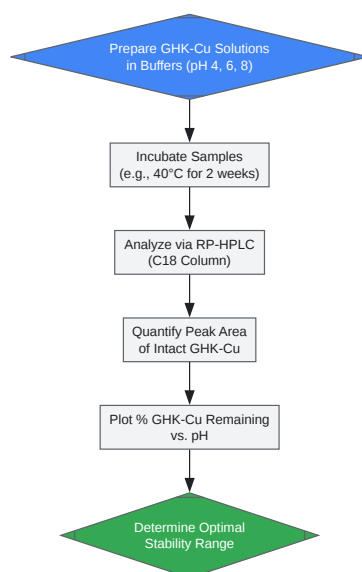 Prepare GHK-Cu Solutions
in Buffers (pH 4, 6, 8)
Incubate Samples
(e.g., 40°C for 2 weeks)
Analyze via RP-HPLC
(C18 Column)
Quantify Peak Area
of Intact GHK-Cu
Plot % GHK-Cu Remaining
vs. pH
Determine Optimal
Stability Range